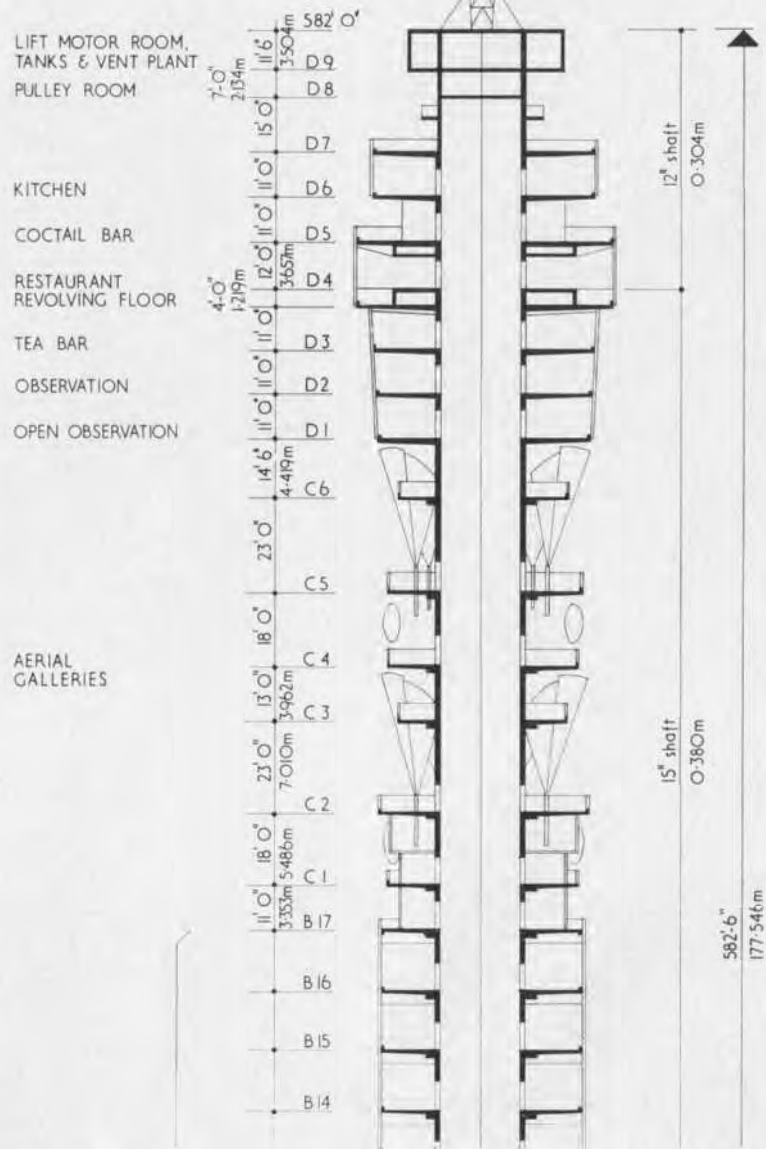 582' 0"
LIFT MOTOR ROOM,
TANKS & VENT PLANT
11' 6"
3·504m
D9
PULLEY ROOM
7'-0"
2·134m
D8
15' 0"
D7
12" shaft
0·304m
11' 0"
KITCHEN
D6
11' 0"
COCTAIL BAR
D5
12' 0"
3·657m
RESTAURANT
REVOLVING FLOOR
4'-0"
1·219m
D4
11' 0"
TEA BAR
D3
11' 0"
OBSERVATION
D2
11' 0"
OPEN OBSERVATION
D1
14' 6"
4·419m
C6
23' 0"
C5
18' 0"
AERIAL
GALLERIES
C4
13' 0"
3·962m
C3
15" shaft
0·380m
23' 0"
7·010m
C2
18' 0"
5·486m
C1
11' 0"
3·353m
B17
582'-6"
177·546m
B16
B15
B14